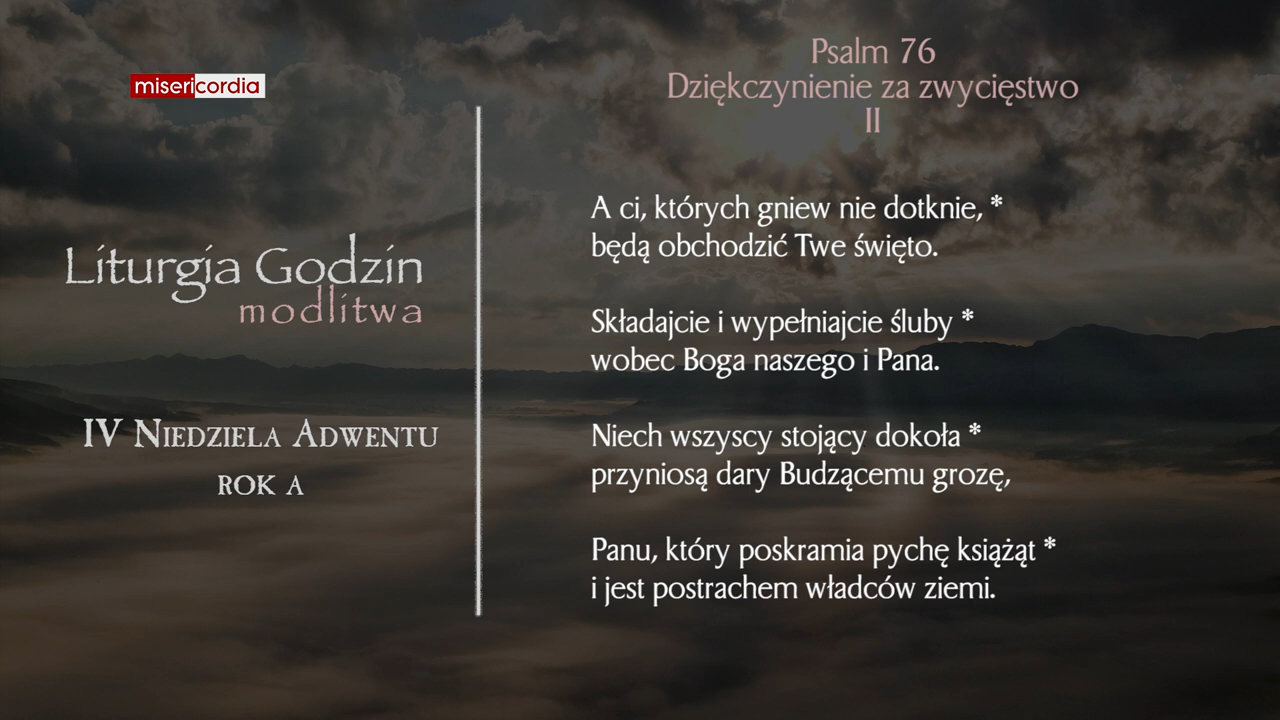 misericordia
Liturgia Godzin
modlitwa
IV Niedziela Adwentu
rok A
Psalm 76
Dziękczynienie za zwycięstwo
II
A ci, których gniew nie dotknie, *
będą obchodzić Twe święto.
Składajcie i wypełniajcie śluby *
wobec Boga naszego i Pana.
Niech wszyscy stojący dokoła *
przyniosą dary Budzącemu grozę,
Panu, który poskramia pychę książąt *
i jest postrachem władców ziemi.